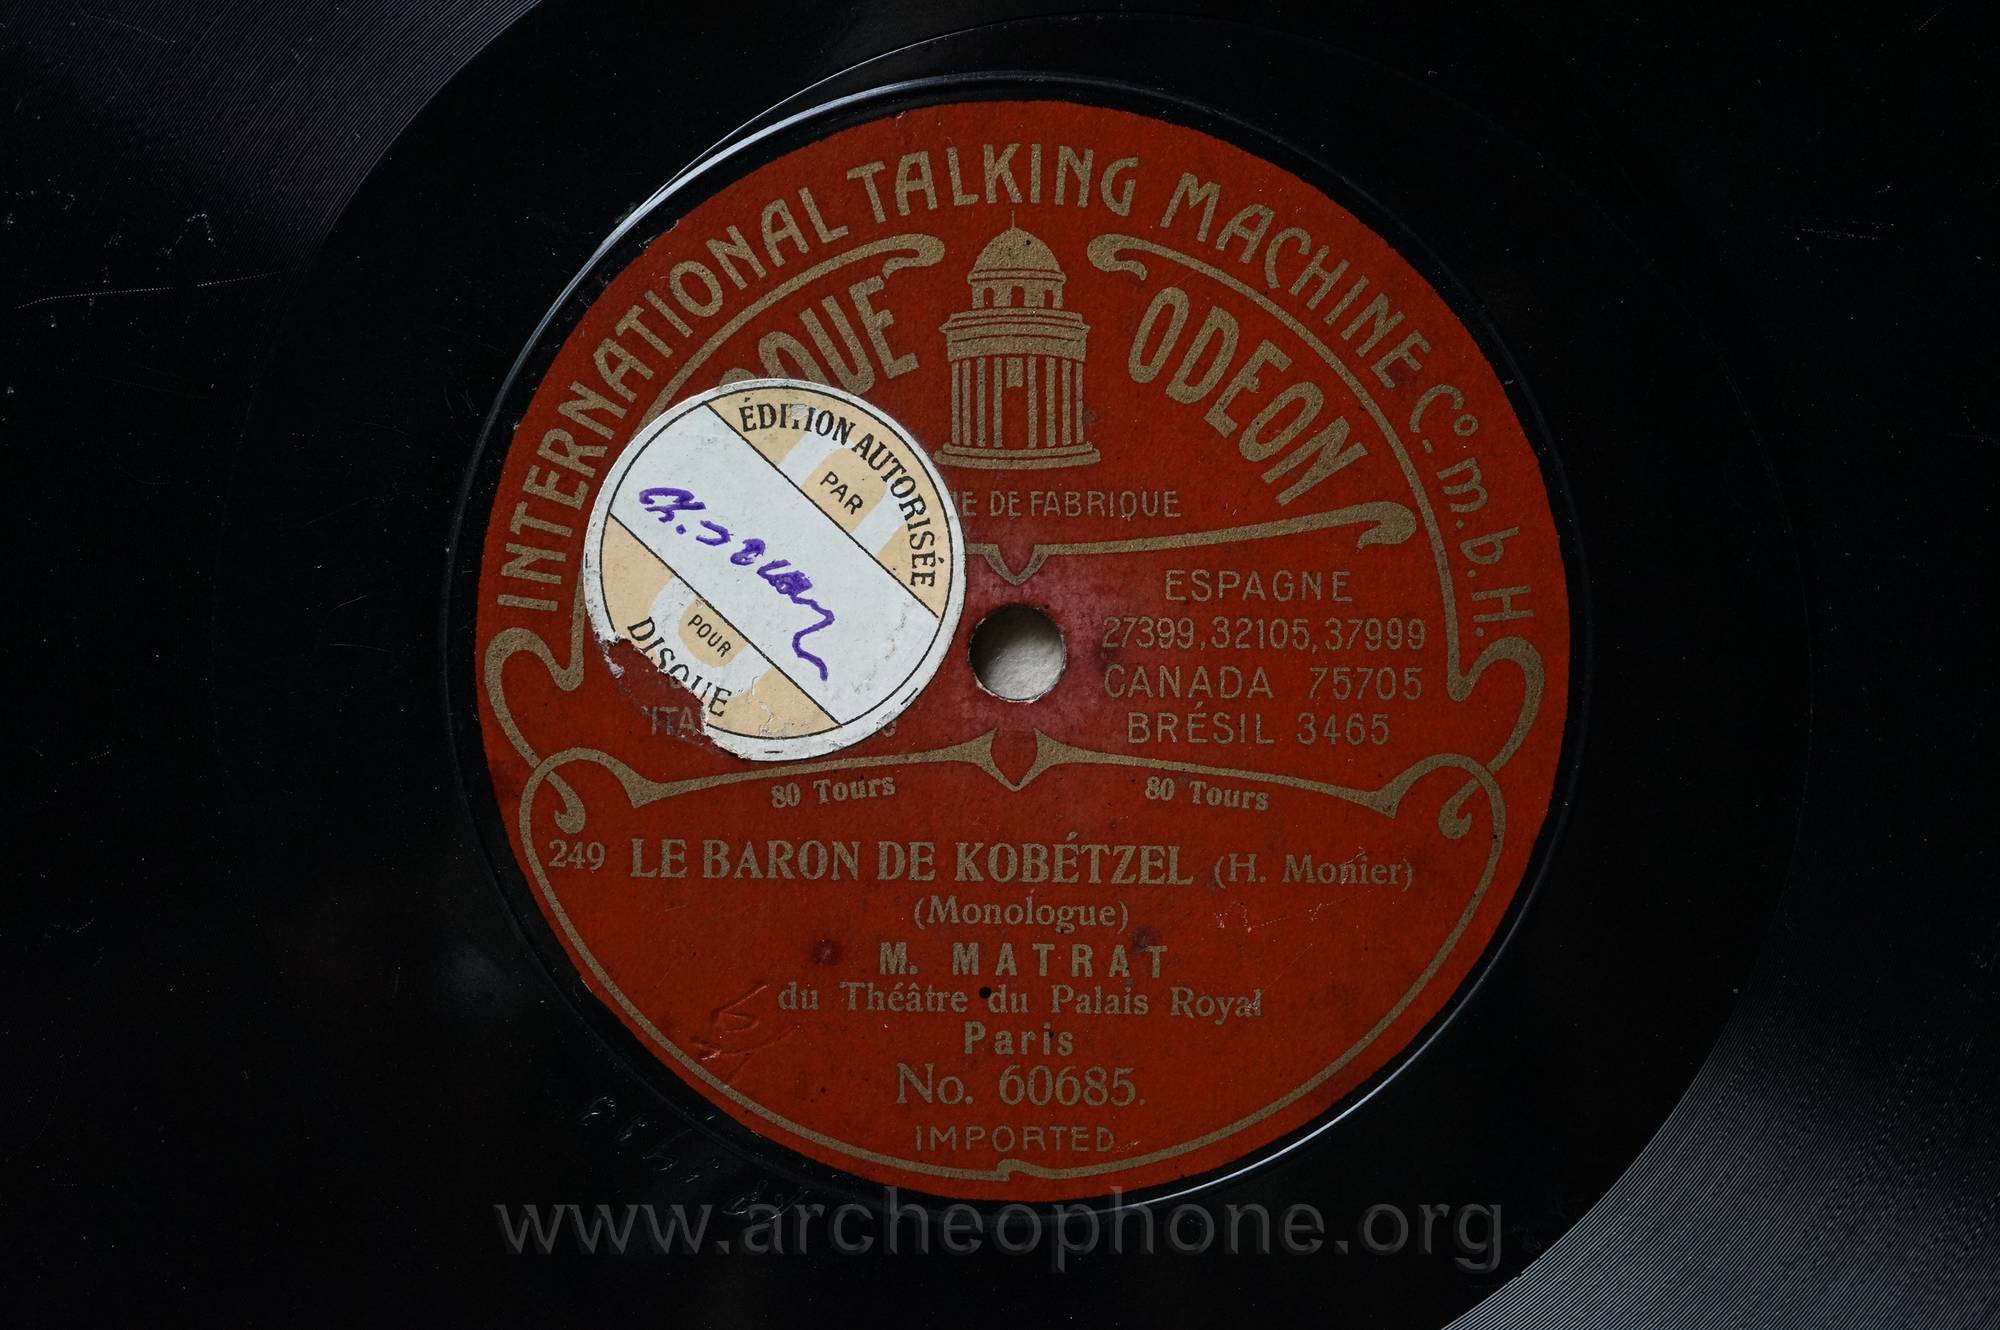 INTERNATIONAL TALKING MACHINE Co. m. b. H.
ODEON
DE FABRIQUE
ÉDITION AUTORISÉE
PAR
POUR
DISQUE
ESPAGNE
27399, 32105, 37999
CANADA 75705
BRÉSIL 3465
80 Tours 80 Tours
249 LE BARON DE KOBÉTZEL (H. Monier)
(Monologue)
M. MATRAT
du Théâtre du Palais Royal
Paris
No. 60685.
IMPORTED
www.archeophone.org